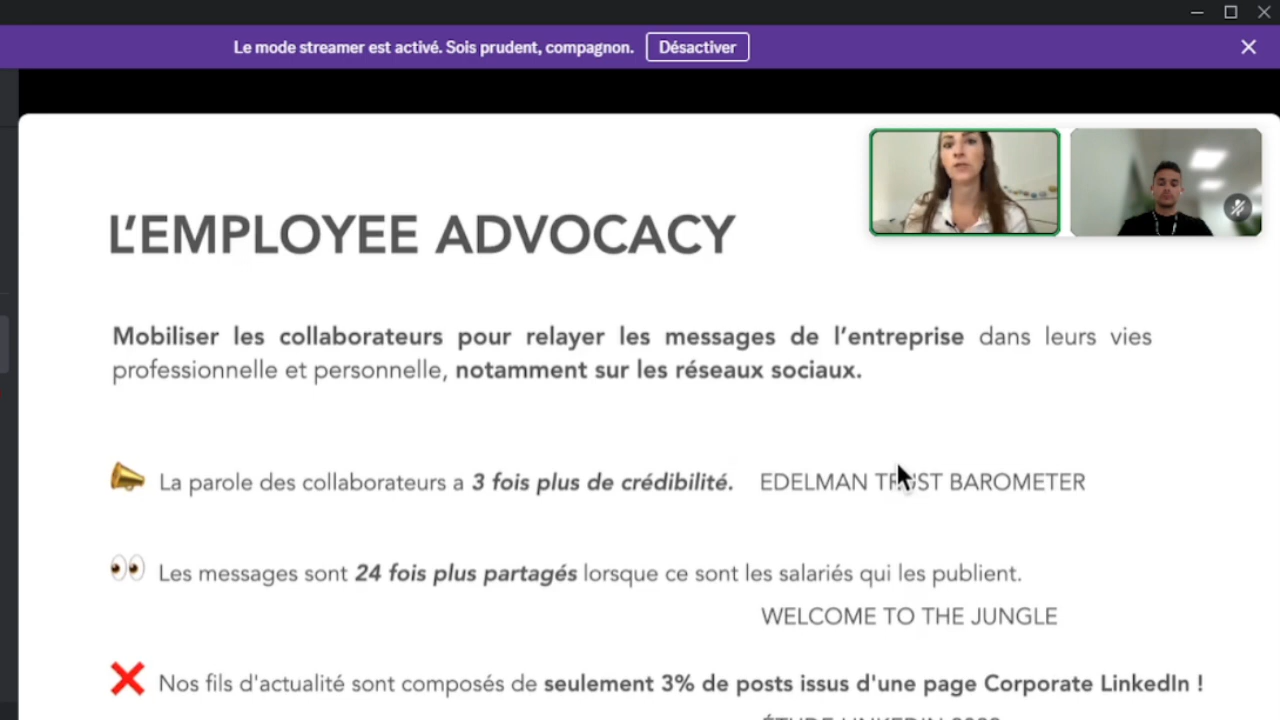 Le mode streamer est activé. Sois prudent, compagnon.
Désactiver
L'EMPLOYEE ADVOCACY
Mobiliser les collaborateurs pour relayer les messages de l'entreprise dans leurs vies
professionnelle et personnelle, notamment sur les réseaux sociaux.
La parole des collaborateurs a 3 fois plus de crédibilité. EDELMAN TRUST BAROMETER
Les messages sont 24 fois plus partagés lorsque ce sont les salariés qui les publient.
WELCOME TO THE JUNGLE
Nos fils d'actualité sont composés de seulement 3% de posts issus d'une page Corporate LinkedIn !
ÉTUDE LINKEDIN